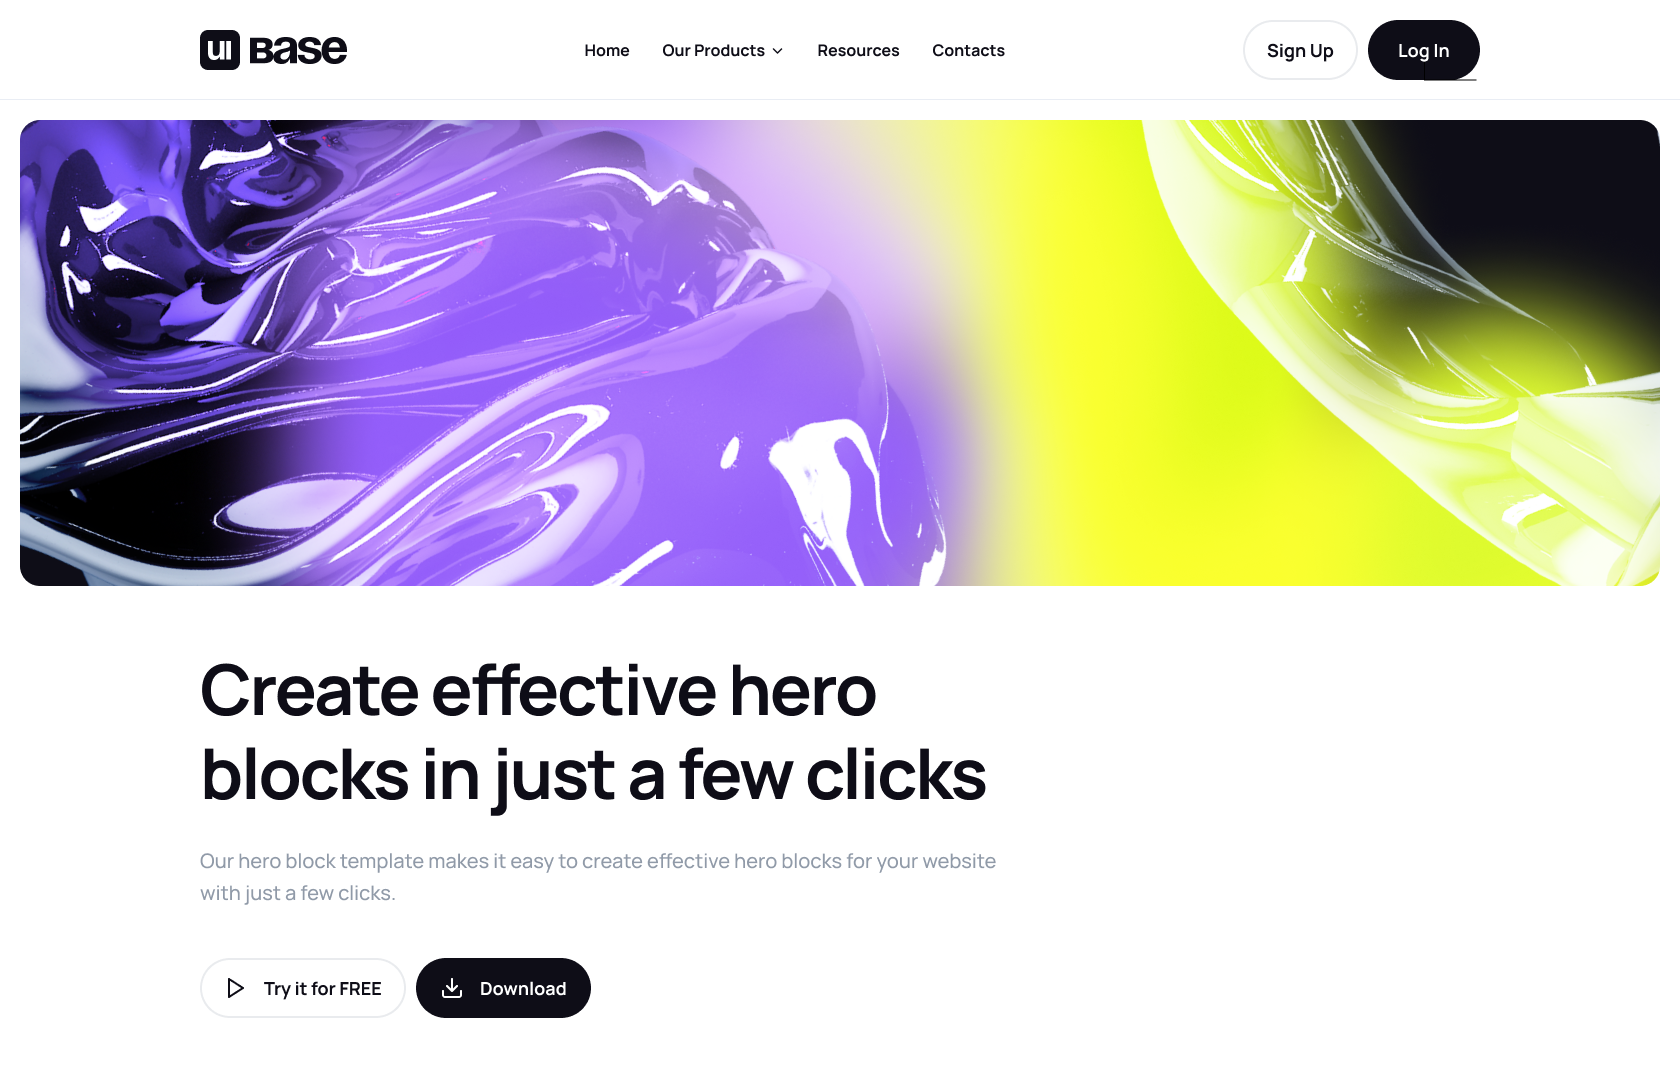 ui Base
Home
Our Products
Resources
Contacts
Sign Up
Log In
Create effective hero
blocks in just a few clicks
Our hero block template makes it easy to create effective hero blocks for your website
with just a few clicks.
Try it for FREE
Download